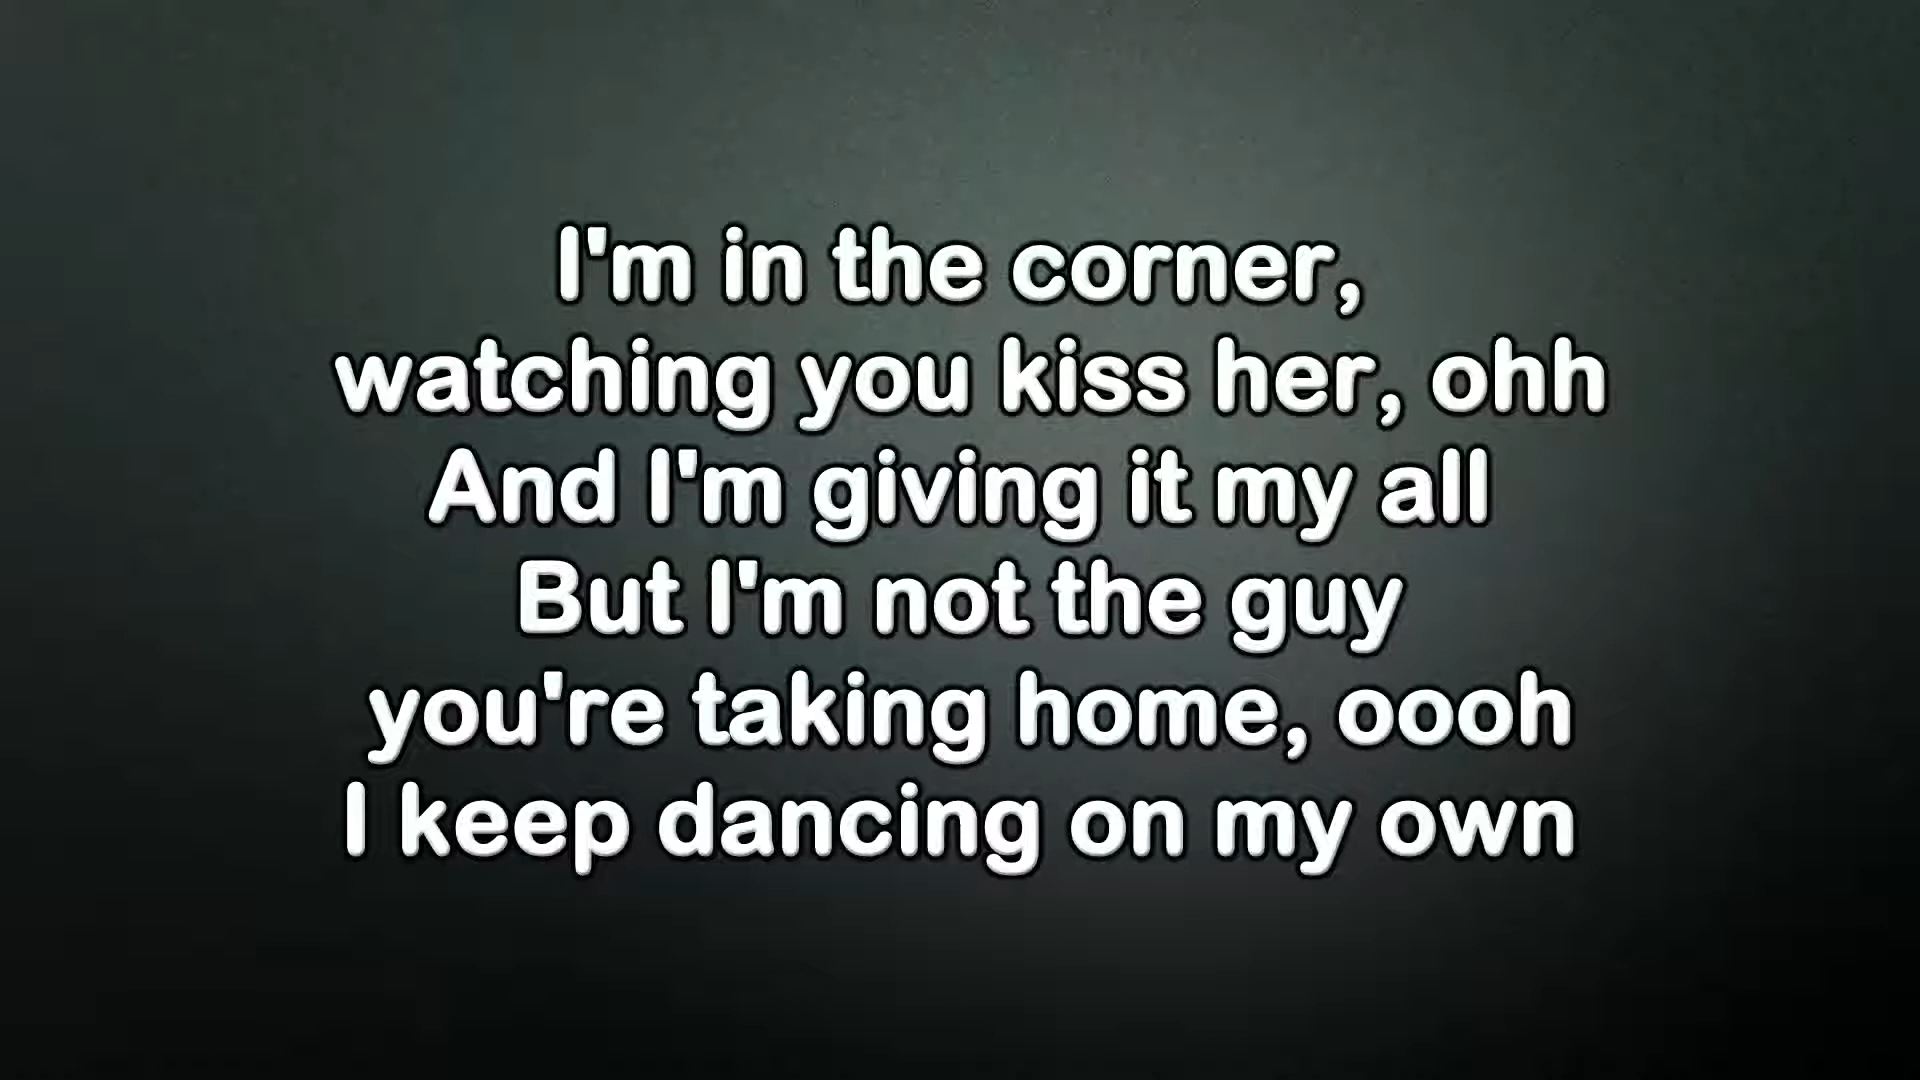 I'm in the corner,
watching you kiss her, ohh
And I'm giving it my all
But I'm not the guy
you're taking home, oooh
I keep dancing on my own